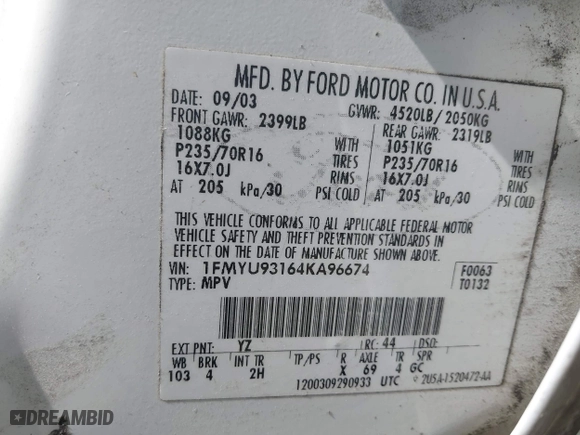 MFD. BY FORD MOTOR CO. IN U.S.A.
DATE: 09/03 GVWR: 4520LB / 2050KG
FRONT GAWR: 2399LB REAR GAWR: 2319LB
1088KG WITH 1051KG WITH
P235/70R16 TIRES P235/70R16 TIRES
16X7.0J RIMS 16X7.0J RIMS
AT 205 kPa/30 PSI COLD AT 205 kPa/30 PSI COLD
THIS VEHICLE CONFORMS TO ALL APPLICABLE FEDERAL MOTOR
VEHICLE SAFETY AND THEFT PREVENTION STANDARDS IN
EFFECT ON THE DATE OF MANUFACTURE SHOWN ABOVE.
VIN: 1FMYU93164KA96674 F0063
TYPE: MPV T0132
EXT PNT: YZ RC: 44 DSO:
WB BRK INT TR TP/PS R AXLE TR SPR
103 4 2H X 69 4 GC
1200309290933 UTC 2U5A-1520472-AA
DREAMBID